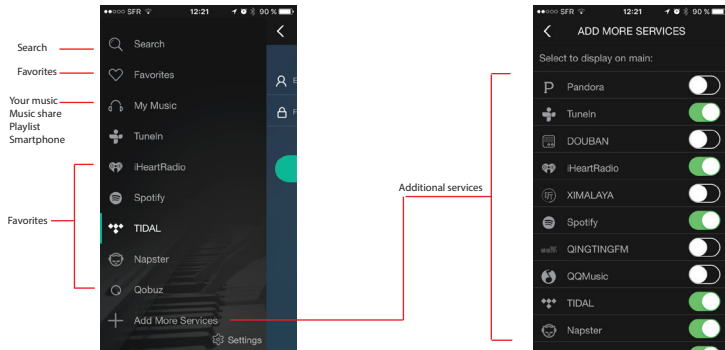 SFR 12:21 90 %
Search
Favorites
My Music
TuneIn
iHeartRadio
Spotify
TIDAL
Napster
Qobuz
Add More Services
Settings
Search
Favorites
Your music
Music share
Playlist
Smartphone
Favorites
Additional services
SFR 12:21 90 %
ADD MORE SERVICES
Select to display on main:
Pandora
TuneIn
DOUBAN
iHeartRadio
XIMALAYA
Spotify
QINGTINGFM
QQMusic
TIDAL
Napster